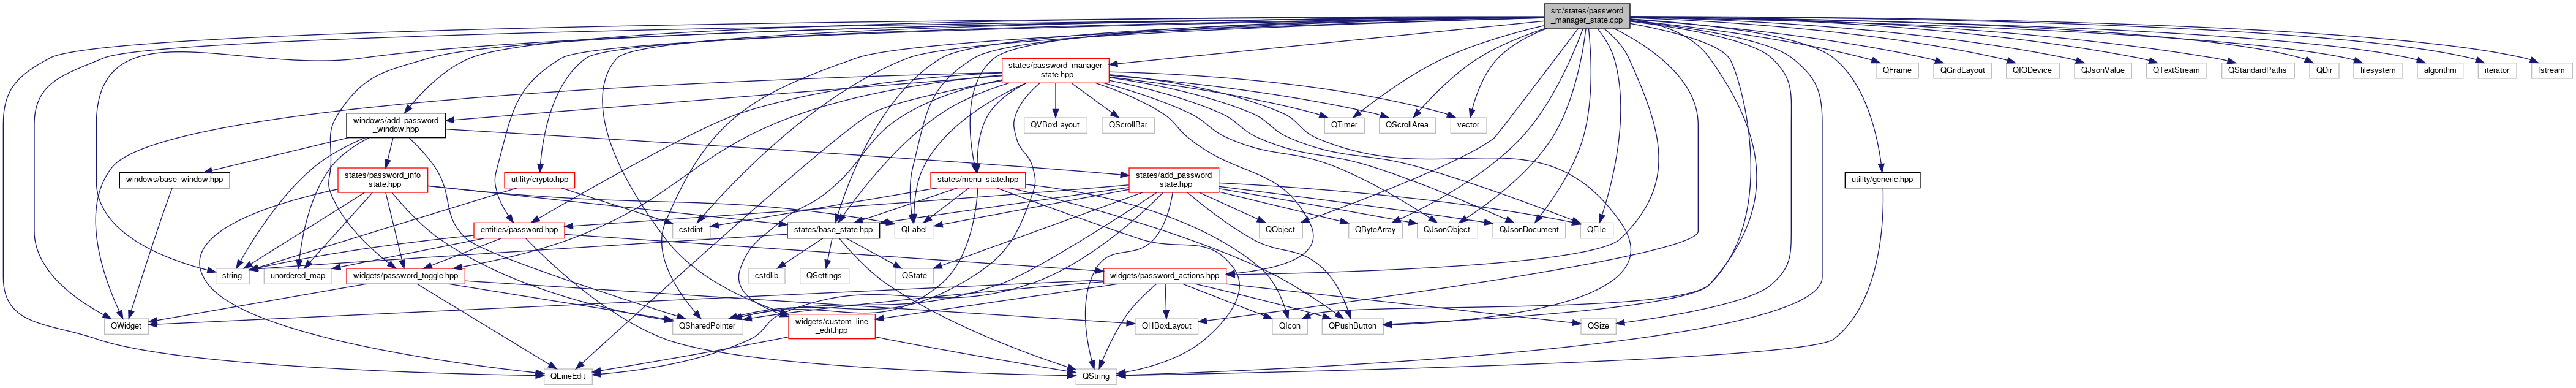 src/states/password
_manager_state.cpp
states/password_manager
_state.hpp
QFrame
QGridLayout
QIODevice
QJsonValue
QTextStream
QStandardPaths
QDir
filesystem
algorithm
iterator
fstream
windows/add_password
_window.hpp
QVBoxLayout
QScrollBar
QTimer
QScrollArea
vector
windows/base_window.hpp
states/password_info
_state.hpp
utility/crypto.hpp
states/menu_state.hpp
states/add_password
_state.hpp
utility/generic.hpp
entities/password.hpp
cstdint
states/base_state.hpp
QLabel
QObject
QByteArray
QJsonObject
QJsonDocument
QFile
string
unordered_map
widgets/password_toggle.hpp
cstdlib
QSettings
QState
widgets/password_actions.hpp
QWidget
QSharedPointer
widgets/custom_line
_edit.hpp
QHBoxLayout
QIcon
QPushButton
QSize
QLineEdit
QString